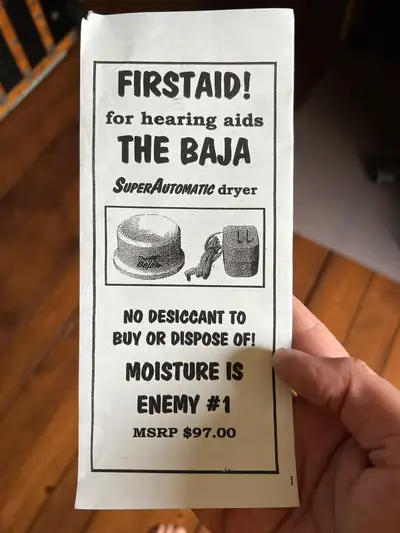 FIRSTAID!
for hearing aids
THE BAJA
SUPERAUTOMATIC dryer
Baja
NO DESICCANT TO
BUY OR DISPOSE OF!
MOISTURE IS
ENEMY #1
MSRP $97.00
1